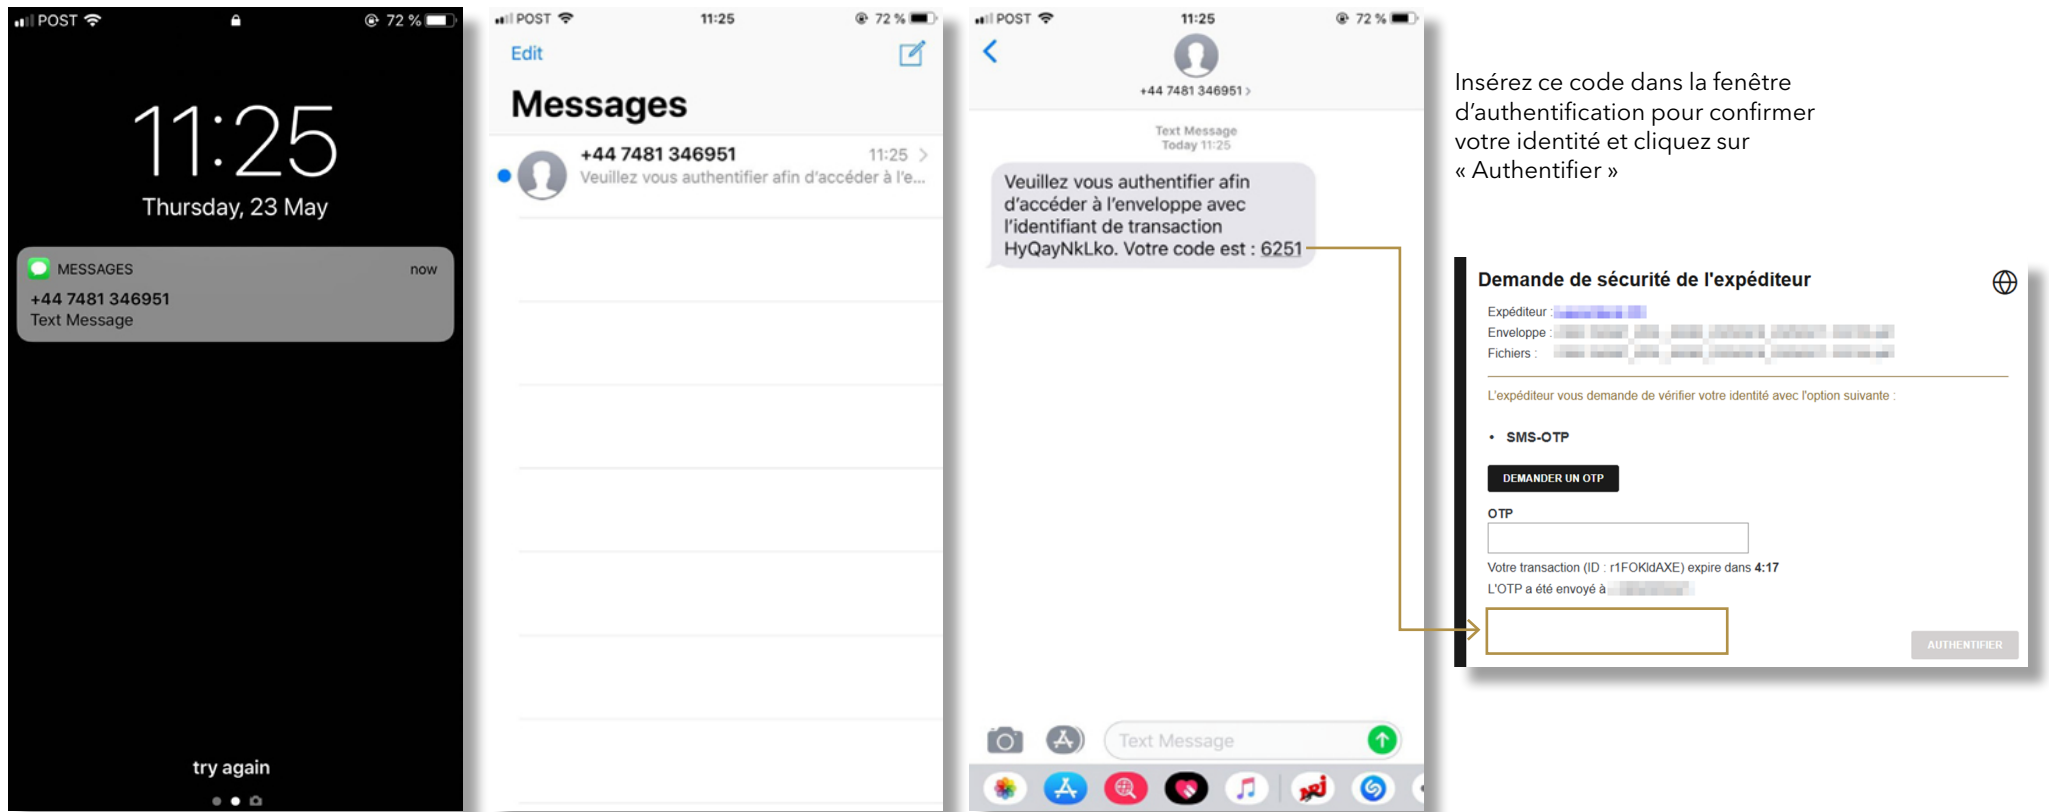 POST
72 %
11:25
Thursday, 23 May
MESSAGES
now
+44 7481 346951
Text Message
try again
POST
11:25
72 %
Edit
Messages
+44 7481 346951
11:25
Veuillez vous authentifier afin d'accéder à l'e...
POST
11:25
72 %
+44 7481 346951
Text Message
Today 11:25
Veuillez vous authentifier afin
d'accéder à l'enveloppe avec
l'identifiant de transaction
HyQayNkLko. Votre code est : 6251
Text Message
NRJ
Insérez ce code dans la fenêtre
d’authentification pour confirmer
votre identité et cliquez sur
« Authentifier »
Demande de sécurité de l'expéditeur
Expéditeur :
Enveloppe :
Fichiers :
L'expéditeur vous demande de vérifier votre identité avec l'option suivante :
• SMS-OTP
DEMANDER UN OTP
OTP
Votre transaction (ID : r1FOKldAXE) expire dans 4:17
L'OTP a été envoyé à
AUTHENTIFIER